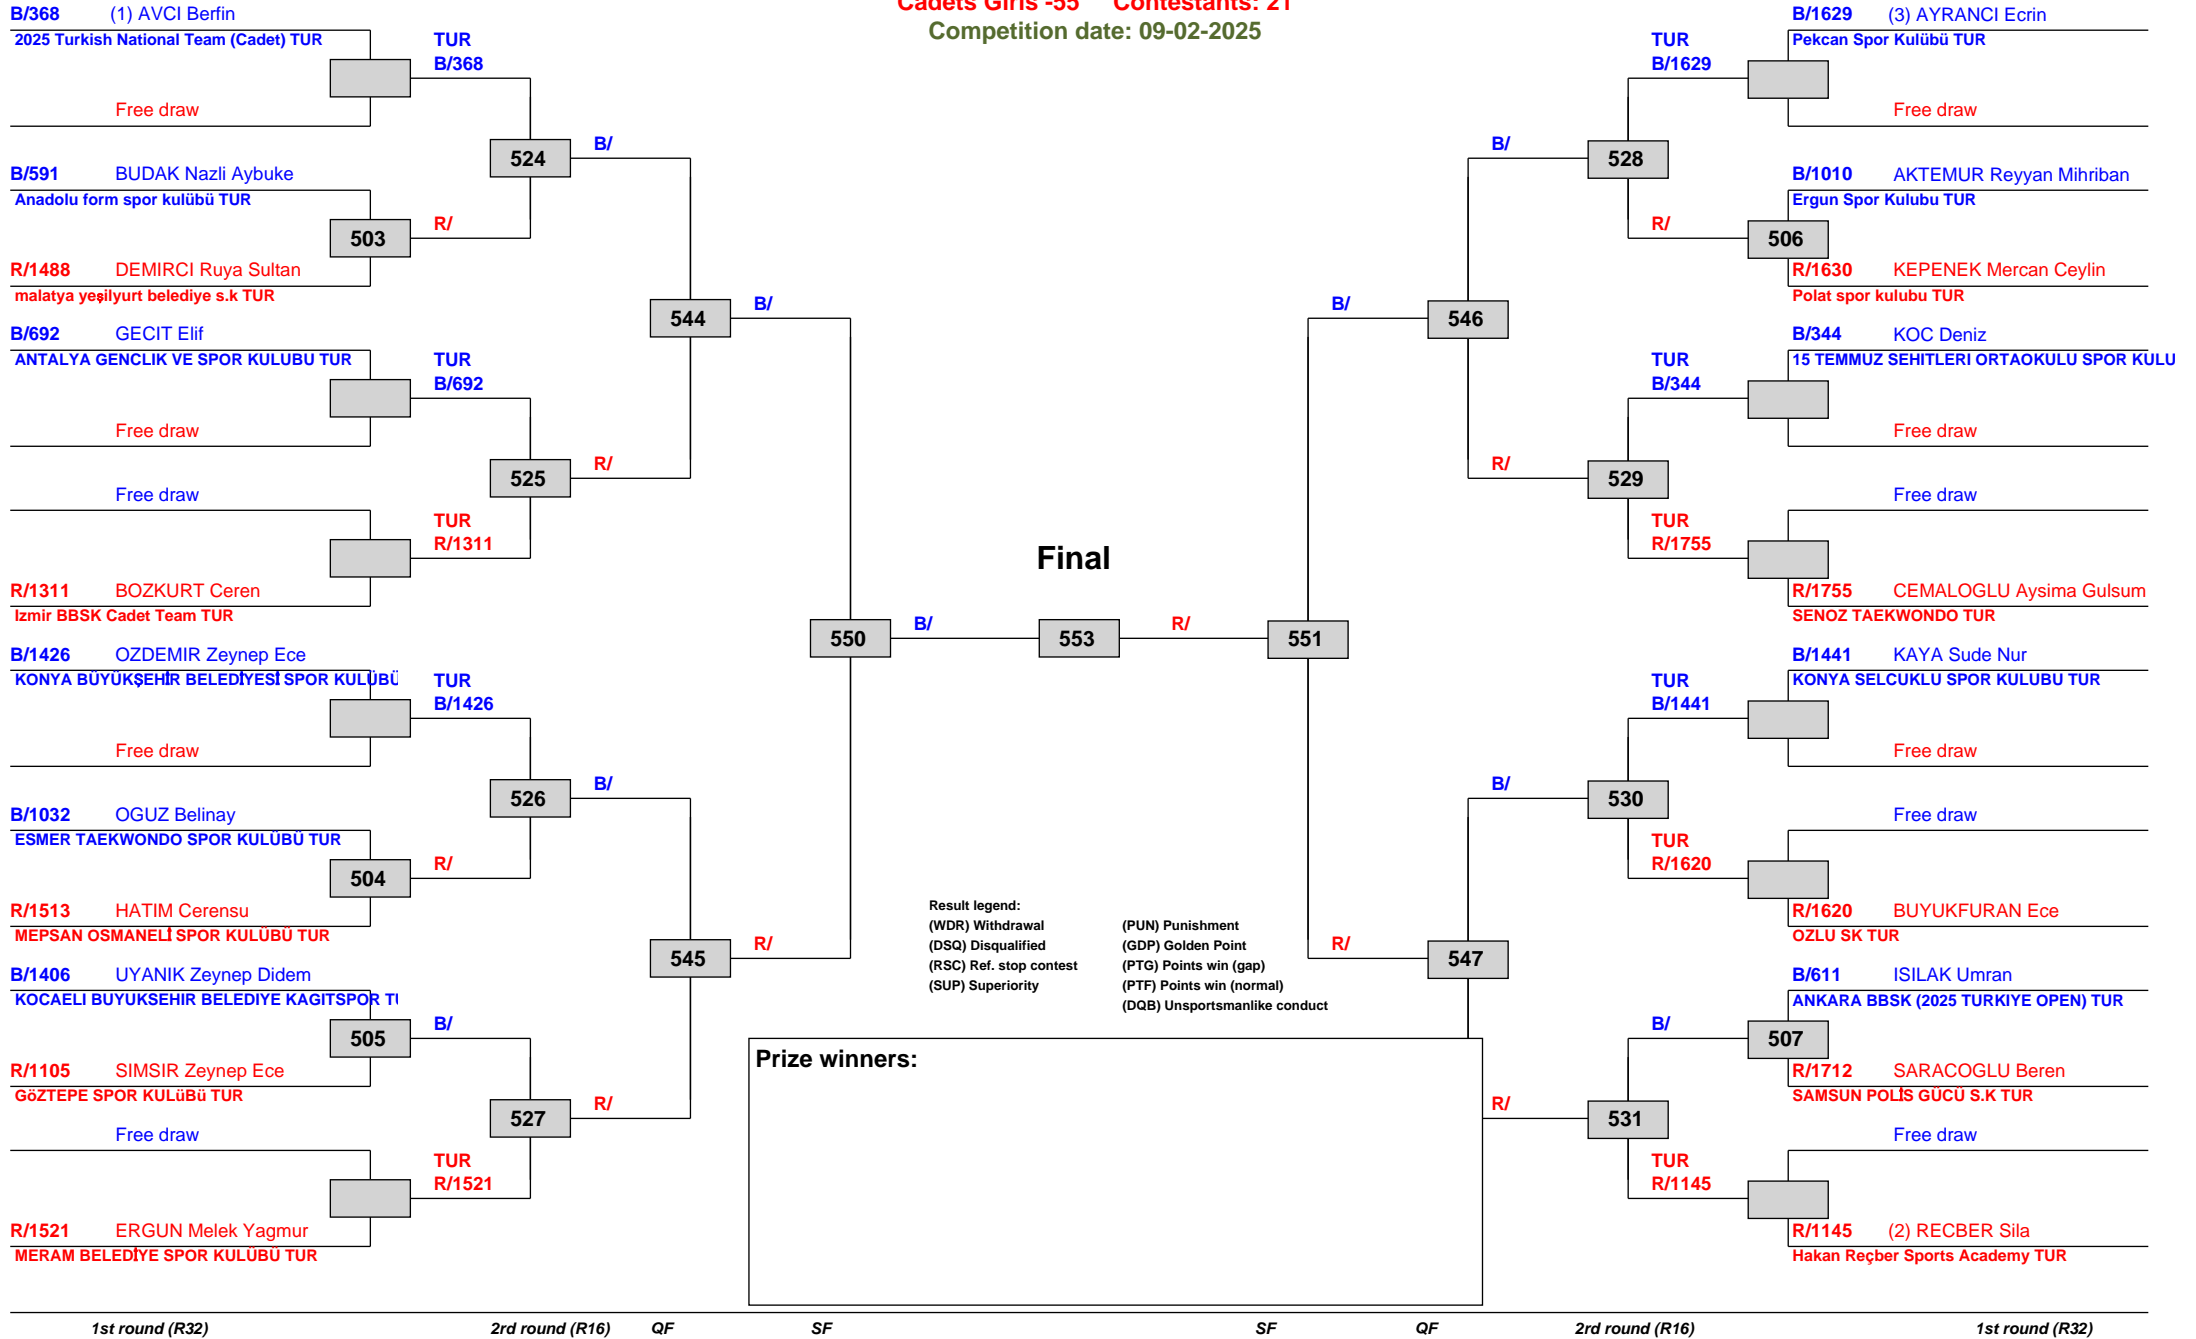 Cadets Girls -55 Contestants: 21
Competition date: 09-02-2025
B/368 (1) AVCI Berfin
2025 Turkish National Team (Cadet) TUR
TUR
B/368
Free draw
524
B/
B/591 BUDAK Nazli Aybuke
Anadolu form spor kulübü TUR
503
R/
R/1488 DEMIRCI Ruya Sultan
malatya yeşilyurt belediye s.k TUR
544
B/
B/692 GECIT Elif
ANTALYA GENCLIK VE SPOR KULUBU TUR
TUR
B/692
Free draw
525
R/
Free draw
TUR
R/1311
R/1311 BOZKURT Ceren
Izmir BBSK Cadet Team TUR
550
B/
B/1426 OZDEMIR Zeynep Ece
KONYA BÜYÜKŞEHİR BELEDİYESİ SPOR KULÜBÜ
TUR
B/1426
Free draw
526
B/
B/1032 OGUZ Belinay
ESMER TAEKWONDO SPOR KULÜBÜ TUR
504
R/
R/1513 HATIM Cerensu
MEPSAN OSMANELİ SPOR KULÜBÜ TUR
545
R/
B/1406 UYANIK Zeynep Didem
KOCAELI BUYUKSEHIR BELEDIYE KAGITSPOR
505
B/
R/1105 SIMSIR Zeynep Ece
GöZTEPE SPOR KULüBü TUR
527
R/
Free draw
TUR
R/1521
R/1521 ERGUN Melek Yagmur
MERAM BELEDİYE SPOR KULÜBÜ TUR
Final
553
R/
551
Result legend:
(WDR) Withdrawal (PUN) Punishment
(DSQ) Disqualified (GDP) Golden Point
(RSC) Ref. stop contest (PTG) Points win (gap)
(SUP) Superiority (PTF) Points win (normal)
(DQB) Unsportsmanlike conduct
Prize winners:
B/1629 (3) AYRANCI Ecrin
Pekcan Spor Kulübü TUR
TUR
B/1629
Free draw
B/
528
B/1010 AKTEMUR Reyyan Mihriban
Ergun Spor Kulubu TUR
R/
506
R/1630 KEPENEK Mercan Ceylin
Polat spor kulubu TUR
B/
546
B/344 KOC Deniz
15 TEMMUZ SEHITLERI ORTAOKULU SPOR KULU
TUR
B/344
Free draw
R/
529
Free draw
TUR
R/1755
R/1755 CEMALOGLU Aysima Gulsum
SENOZ TAEKWONDO TUR
B/1441 KAYA Sude Nur
KONYA SELCUKLU SPOR KULUBU TUR
TUR
B/1441
Free draw
B/
530
Free draw
TUR
R/1620
R/1620 BUYUKFURAN Ece
OZLU SK TUR
R/
547
B/611 ISILAK Umran
ANKARA BBSK (2025 TURKIYE OPEN) TUR
B/
507
R/1712 SARACOGLU Beren
SAMSUN POLİS GÜCÜ S.K TUR
R/
531
Free draw
TUR
R/1145
R/1145 (2) RECBER Sila
Hakan Reçber Sports Academy TUR
1st round (R32) 2rd round (R16) QF SF SF QF 2rd round (R16) 1st round (R32)